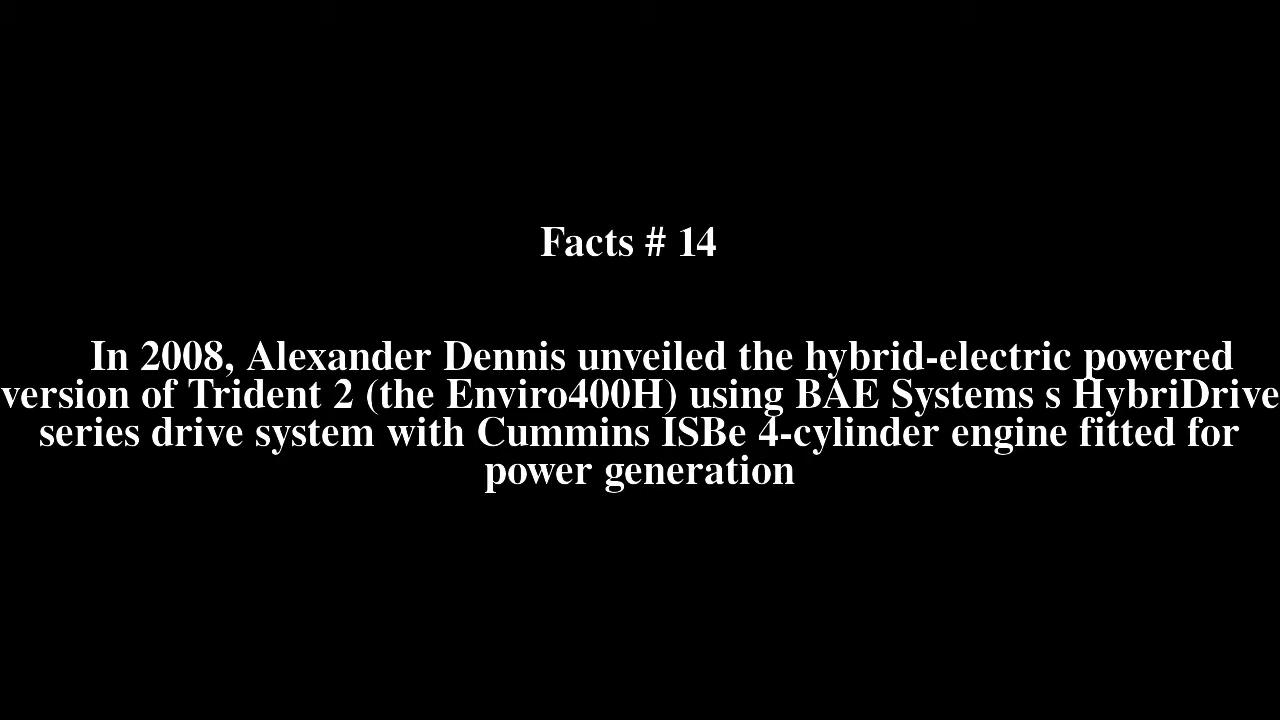 Facts # 14
In 2008, Alexander Dennis unveiled the hybrid-electric powered
version of Trident 2 (the Enviro400H) using BAE Systems s HybriDrive
series drive system with Cummins ISBe 4-cylinder engine fitted for
power generation